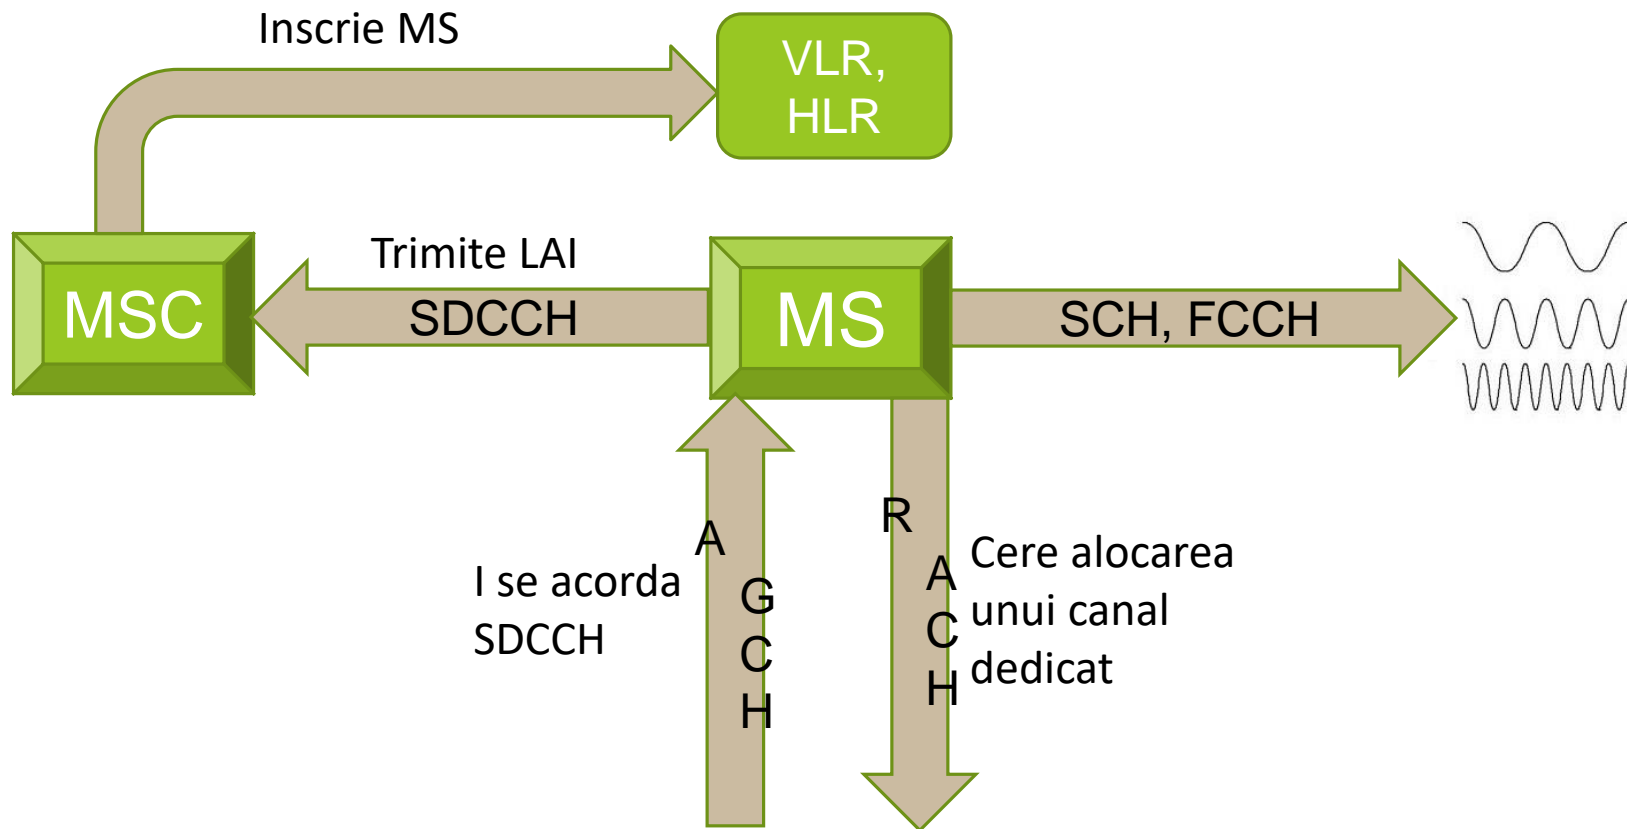 Inscrie MS
VLR,
HLR
Trimite LAI
MSC
SDCCH
MS
SCH, FCCH
I se acorda
SDCCH
A
G
C
H
R
A
C
H
Cere alocarea
unui canal
dedicat